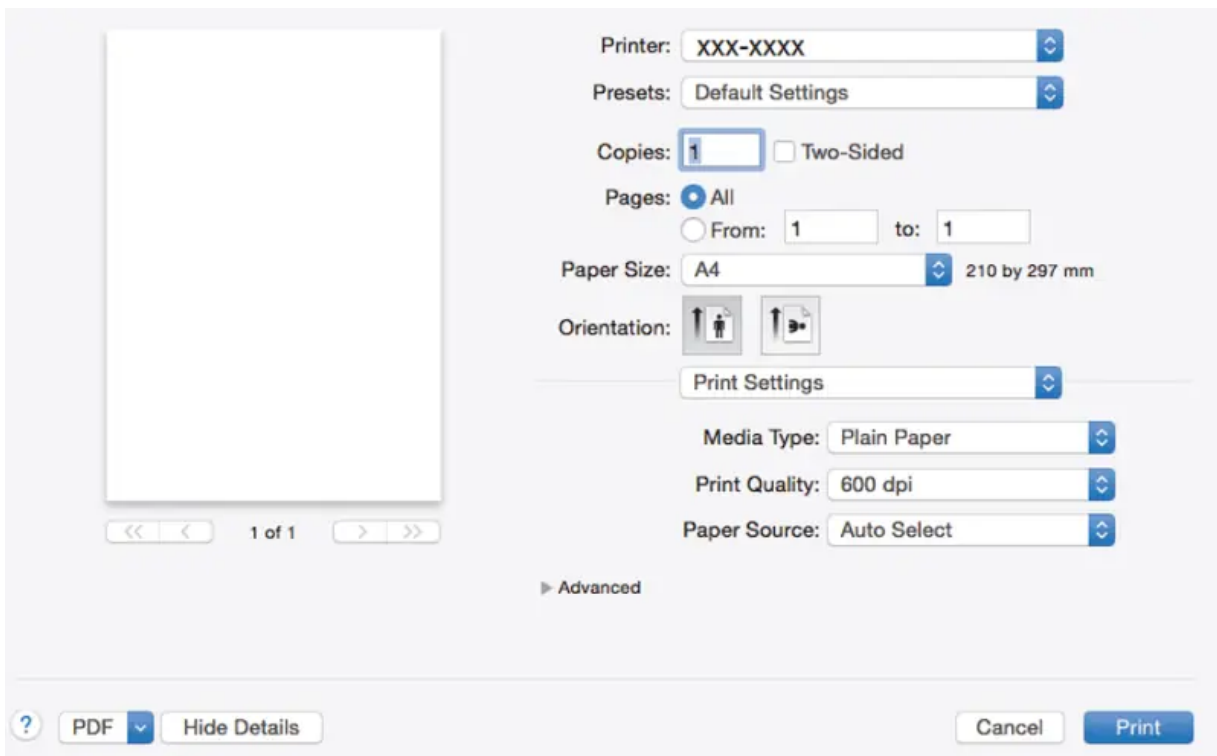 Printer: XXX-XXXX
Presets: Default Settings
Copies: 1 Two-Sided
Pages: All
From: 1 to: 1
Paper Size: A4 210 by 297 mm
Orientation:
Print Settings
Media Type: Plain Paper
Print Quality: 600 dpi
<< < 1 of 1 > >>
Paper Source: Auto Select
Advanced
? PDF Hide Details Cancel Print